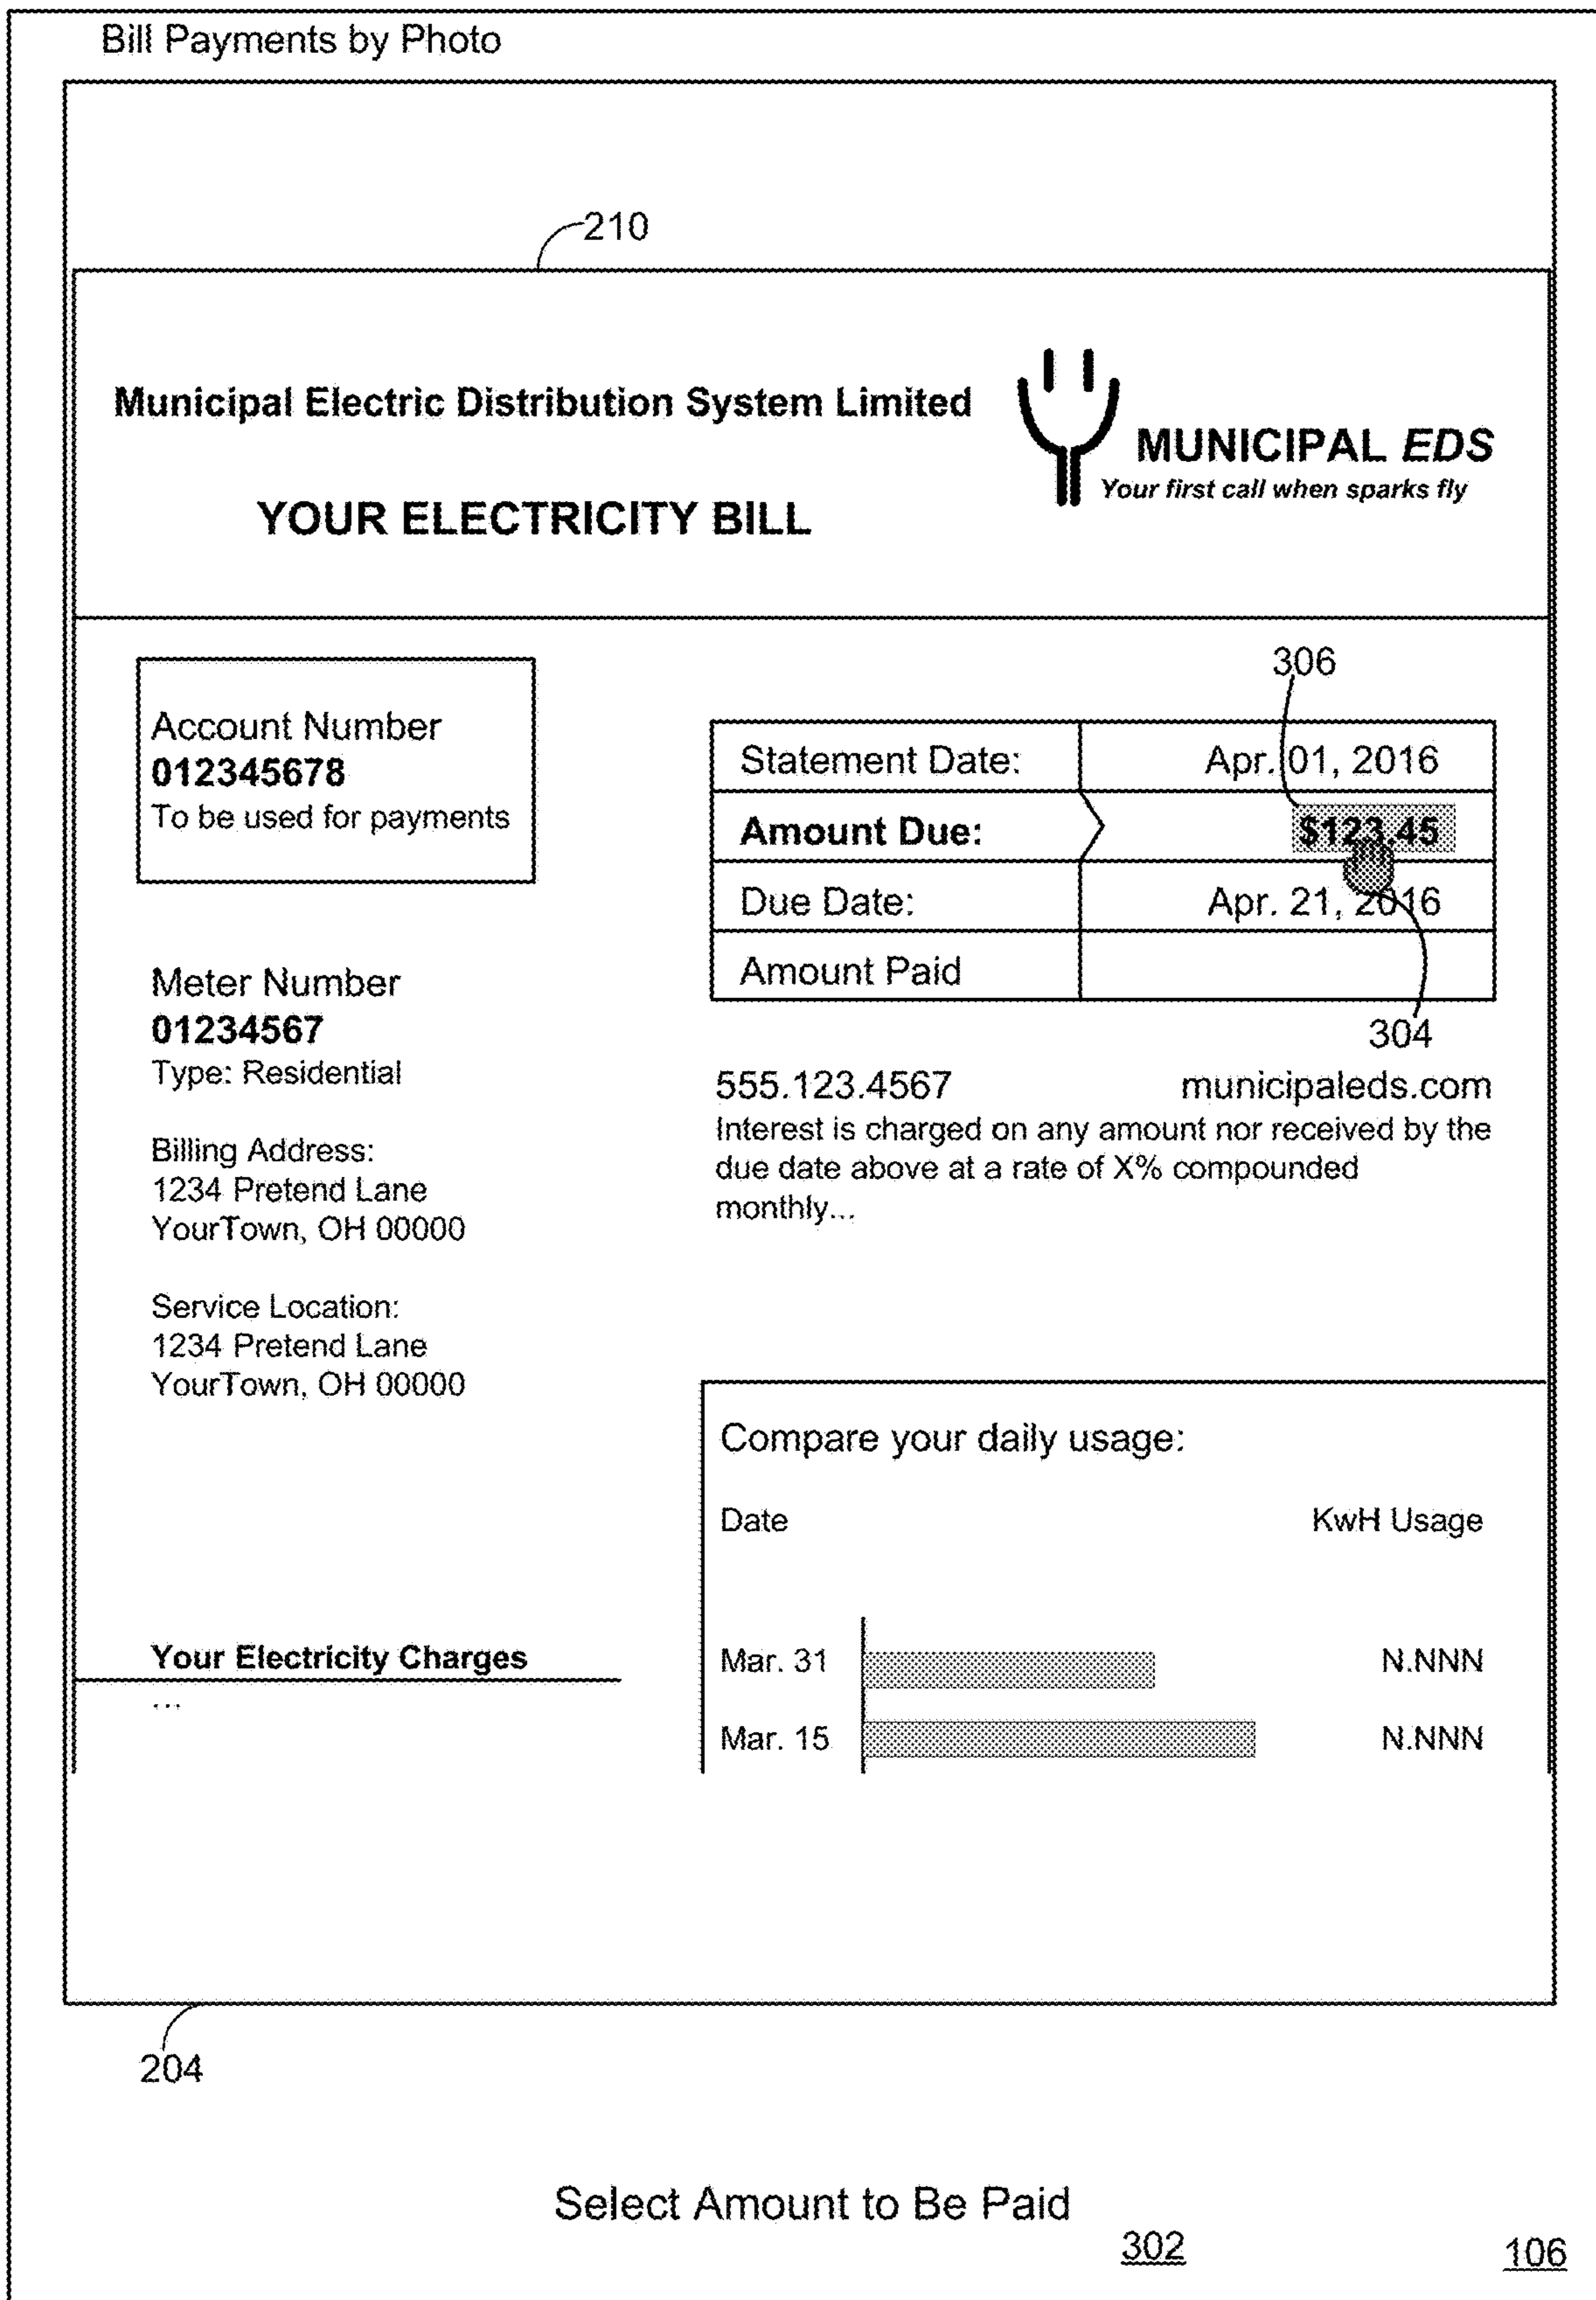 Bill Payments by Photo
210
Municipal Electric Distribution System Limited
MUNICIPAL EDS
Your first call when sparks fly
YOUR ELECTRICITY BILL
306
Account Number
012345678
To be used for payments
Statement Date: Apr. 01, 2016
Amount Due: $123.45
Due Date: Apr. 21, 2016
Amount Paid
304
Meter Number
01234567
Type: Residential
555.123.4567 municipaleds.com
Interest is charged on any amount nor received by the
due date above at a rate of X% compounded
monthly...
Billing Address:
1234 Pretend Lane
YourTown, OH 00000
Service Location:
1234 Pretend Lane
YourTown, OH 00000
Compare your daily usage:
Date KwH Usage
Your Electricity Charges
...
Mar. 31 N.NNN
Mar. 15 N.NNN
204
Select Amount to Be Paid
302
106